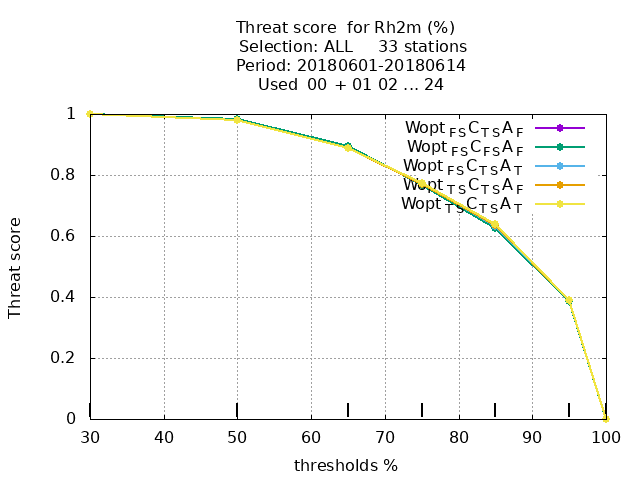 Threat score  for Rh2m (%)
Selection: ALL     33 stations
Period: 20180601-20180614
Used  00 + 01 02 ... 24
Wopt FS C TS A F
Wopt FS C FS A F
Wopt FS C TS A T
Wopt TS C TS A F
Wopt TS C TS A T
1
0.8
0.6
0.4
0.2
0
Threat score
30 40 50 60 70 80 90 100
thresholds %